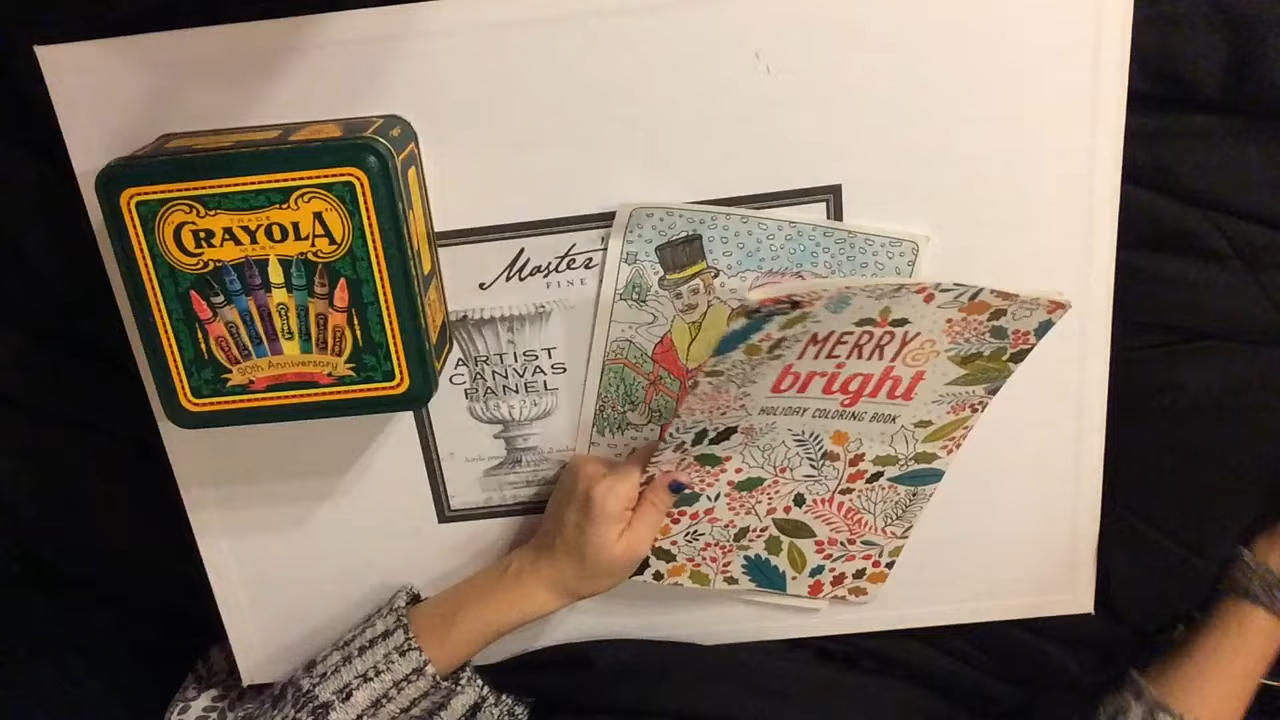 TRADE
"CRAYOLA"
MARK
90th Anniversary
Master'
FINE
ARTIST
CANVAS
PANEL
MERRY &
bright
HOLIDAY COLORING BOOK